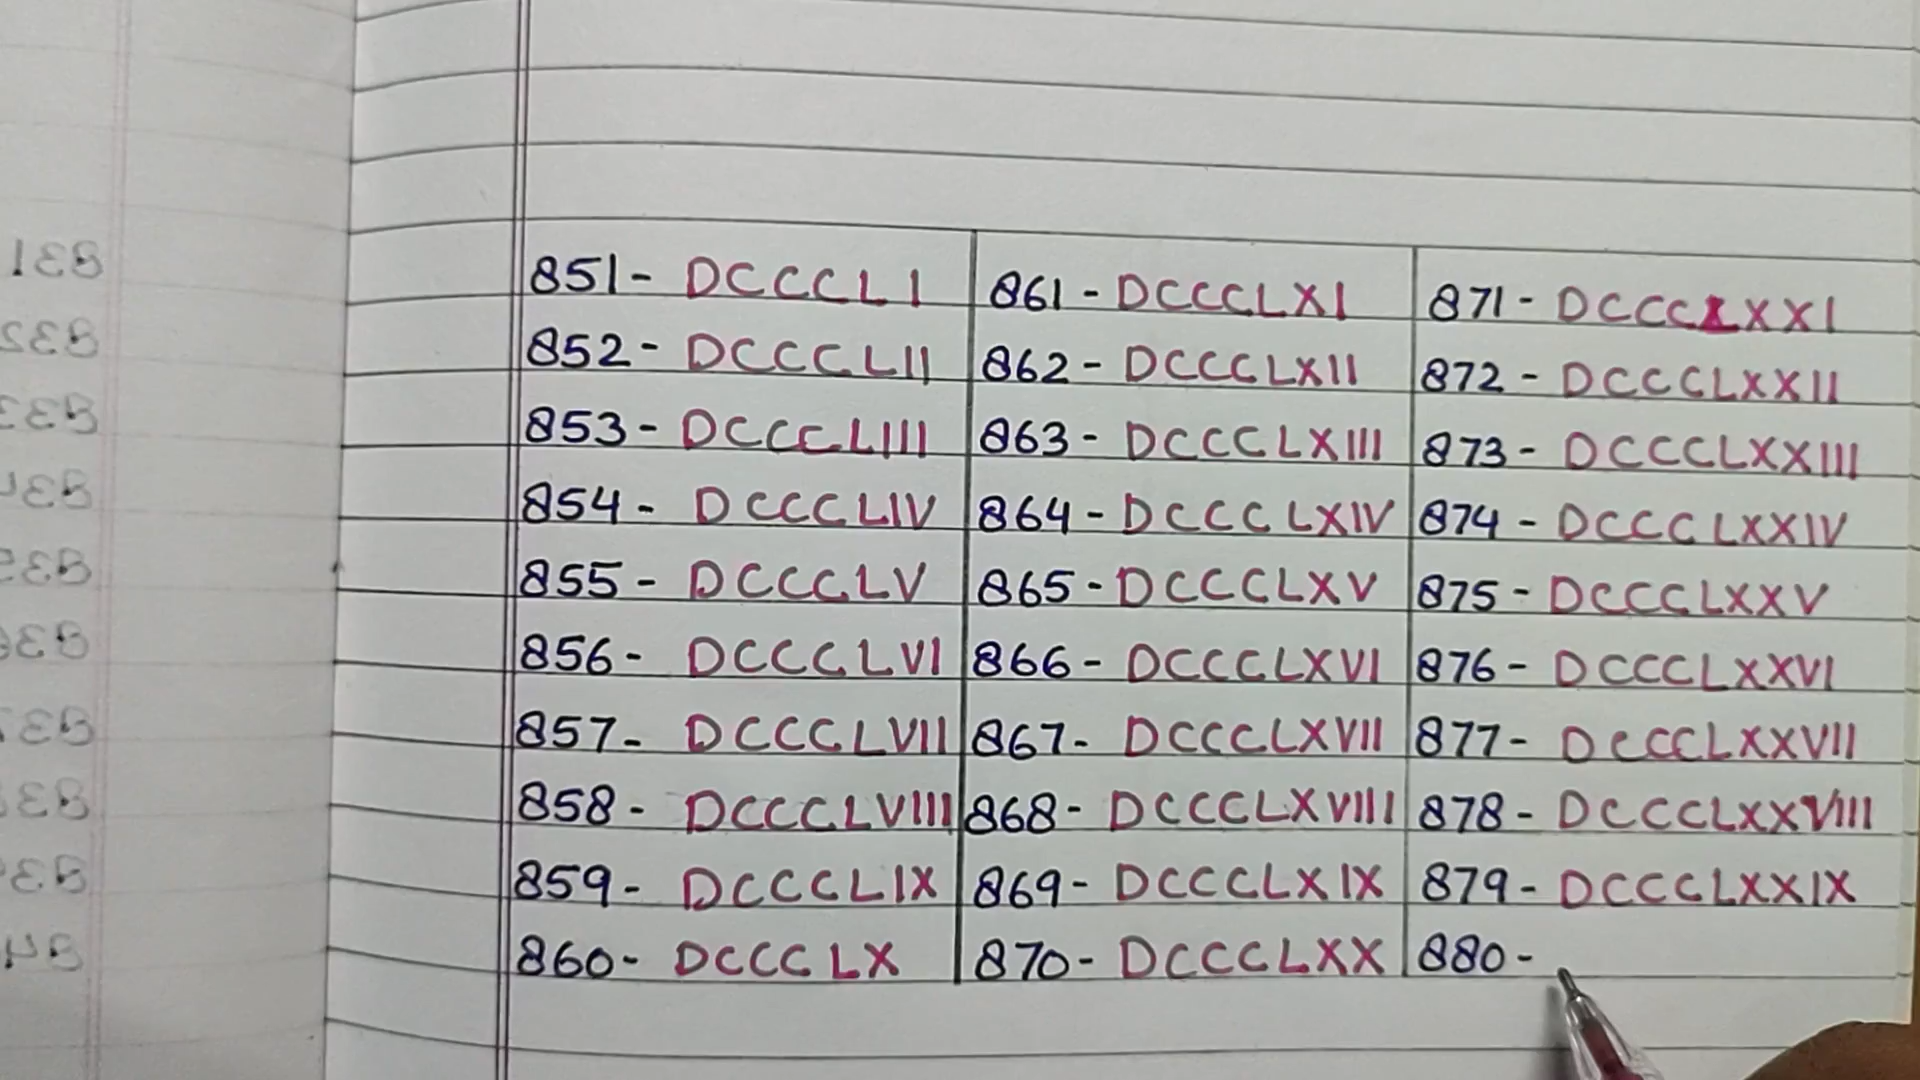 851- DCCCLI 861- DCCCLXI 871- DCCCLXXI
852- DCCCLII 862- DCCCLXII 872- DCCCLXXII
853- DCCCLIII 863- DCCCLXIII 873- DCCCLXXIII
854- DCCCLIV 864- DCCCLXIV 874- DCCCLXXIV
855- DCCCLV 865- DCCCLXV 875- DCCCLXXV
856- DCCCLVI 866- DCCCLXVI 876- DCCCLXXVI
857- DCCCLVII 867- DCCCLXVII 877- DCCCLXXVII
858- DCCCLVIII 868- DCCCLXVIII 878- DCCCLXXVIII
859- DCCCLIX 869- DCCCLXIX 879- DCCCLXXIX
860- DCCCLX 870- DCCCLXX 880-